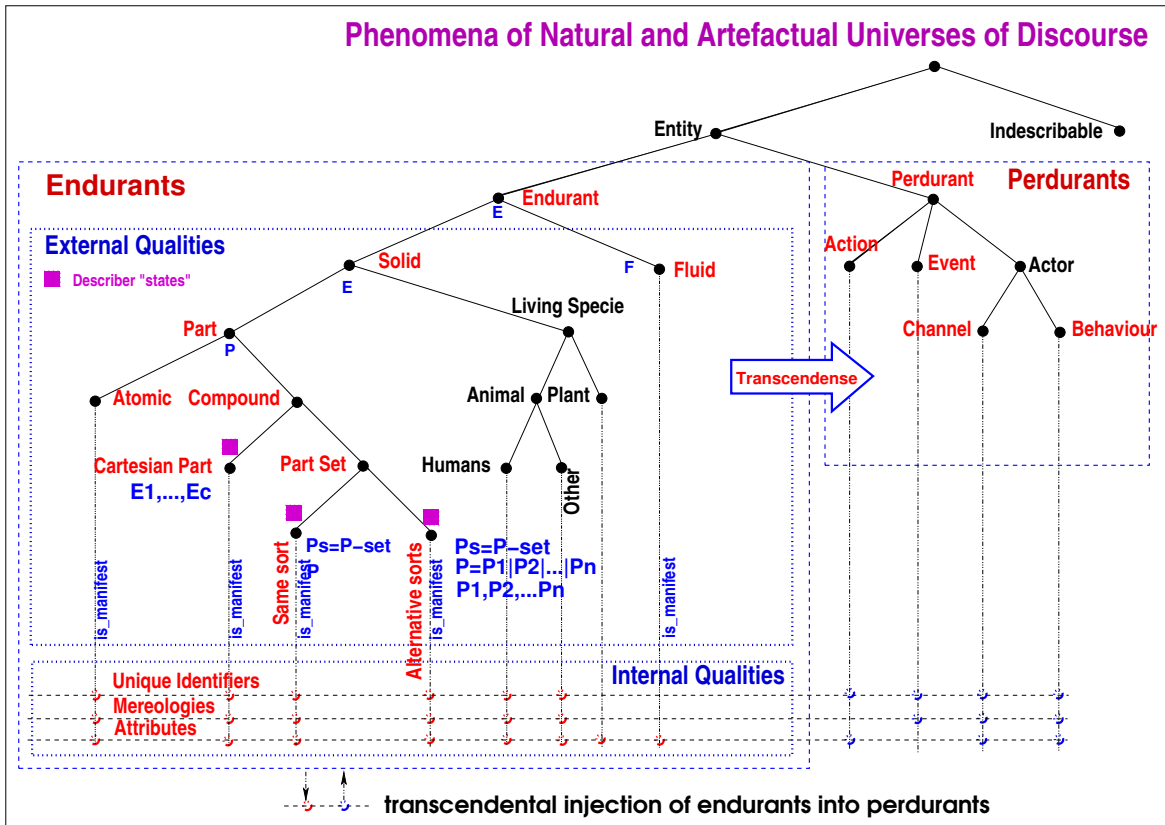 Phenomena of Natural and Artefactual Universes of Discourse
Entity
Indescribable
Endurants
Endurant
E
Perdurant
Perdurants
External Qualities
Describer "states"
Solid
E
F
Fluid
Action
Event
Actor
Living Specie
Part
P
Channel
Behaviour
Transcendense
Atomic
Compound
Animal
Plant
Cartesian Part
E1,...,Ec
Part Set
Humans
Other
Same sort
Ps=P-set
P
Alternative sorts
Ps=P-set
P=P1|P2|...|Pn
P1,P2,...Pn
is_manifest
is_manifest
is_manifest
is_manifest
is_manifest
Internal Qualities
Unique Identifiers
Mereologies
Attributes
transcendental injection of endurants into perdurants